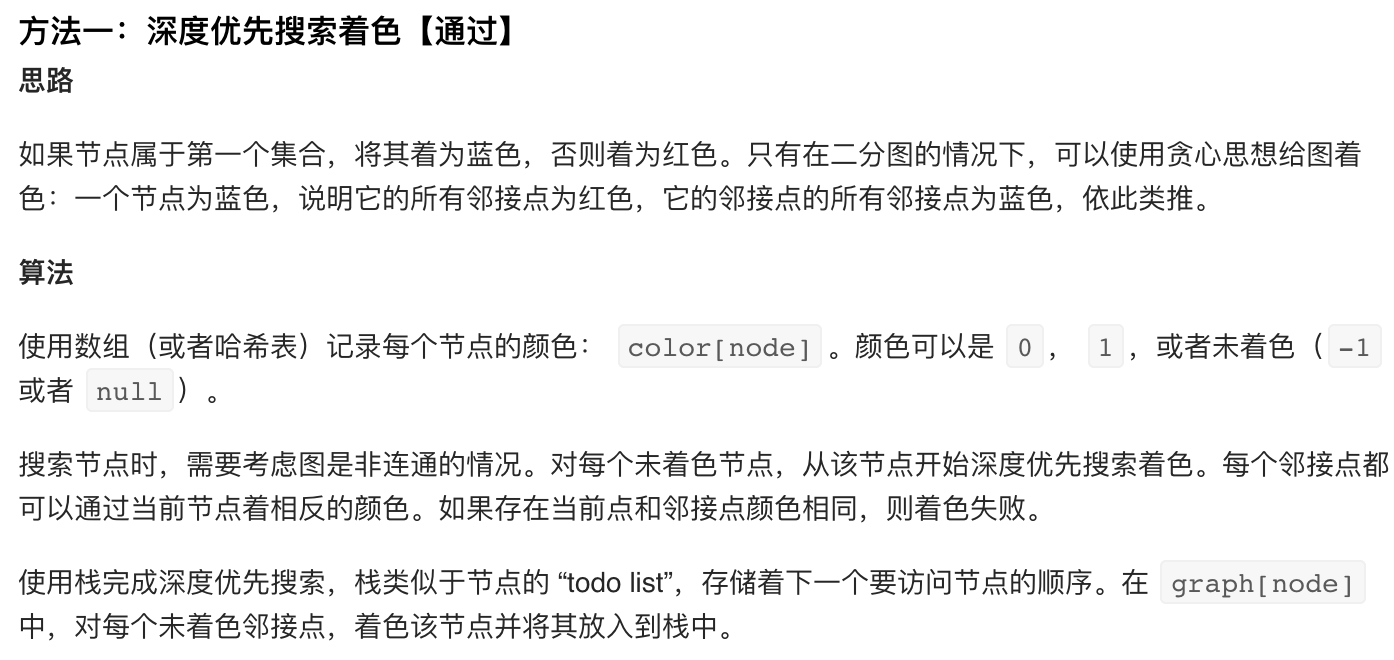 方法一：深度优先搜索着色【通过】
思路
如果节点属于第一个集合，将其着为蓝色，否则着为红色。只有在二分图的情况下，可以使用贪心思想给图着
色：一个节点为蓝色，说明它的所有邻接点为红色，它的邻接点的所有邻接点为蓝色，依此类推。
算法
使用数组（或者哈希表）记录每个节点的颜色： color[node] 。颜色可以是 0 ， 1 ，或者未着色（ -1
或者 null ）。
搜索节点时，需要考虑图是非连通的情况。对每个未着色节点，从该节点开始深度优先搜索着色。每个邻接点都
可以通过当前节点着相反的颜色。如果存在当前点和邻接点颜色相同，则着色失败。
使用栈完成深度优先搜索，栈类似于节点的 “todo list”，存储着下一个要访问节点的顺序。在 graph[node]
中，对每个未着色邻接点，着色该节点并将其放入到栈中。